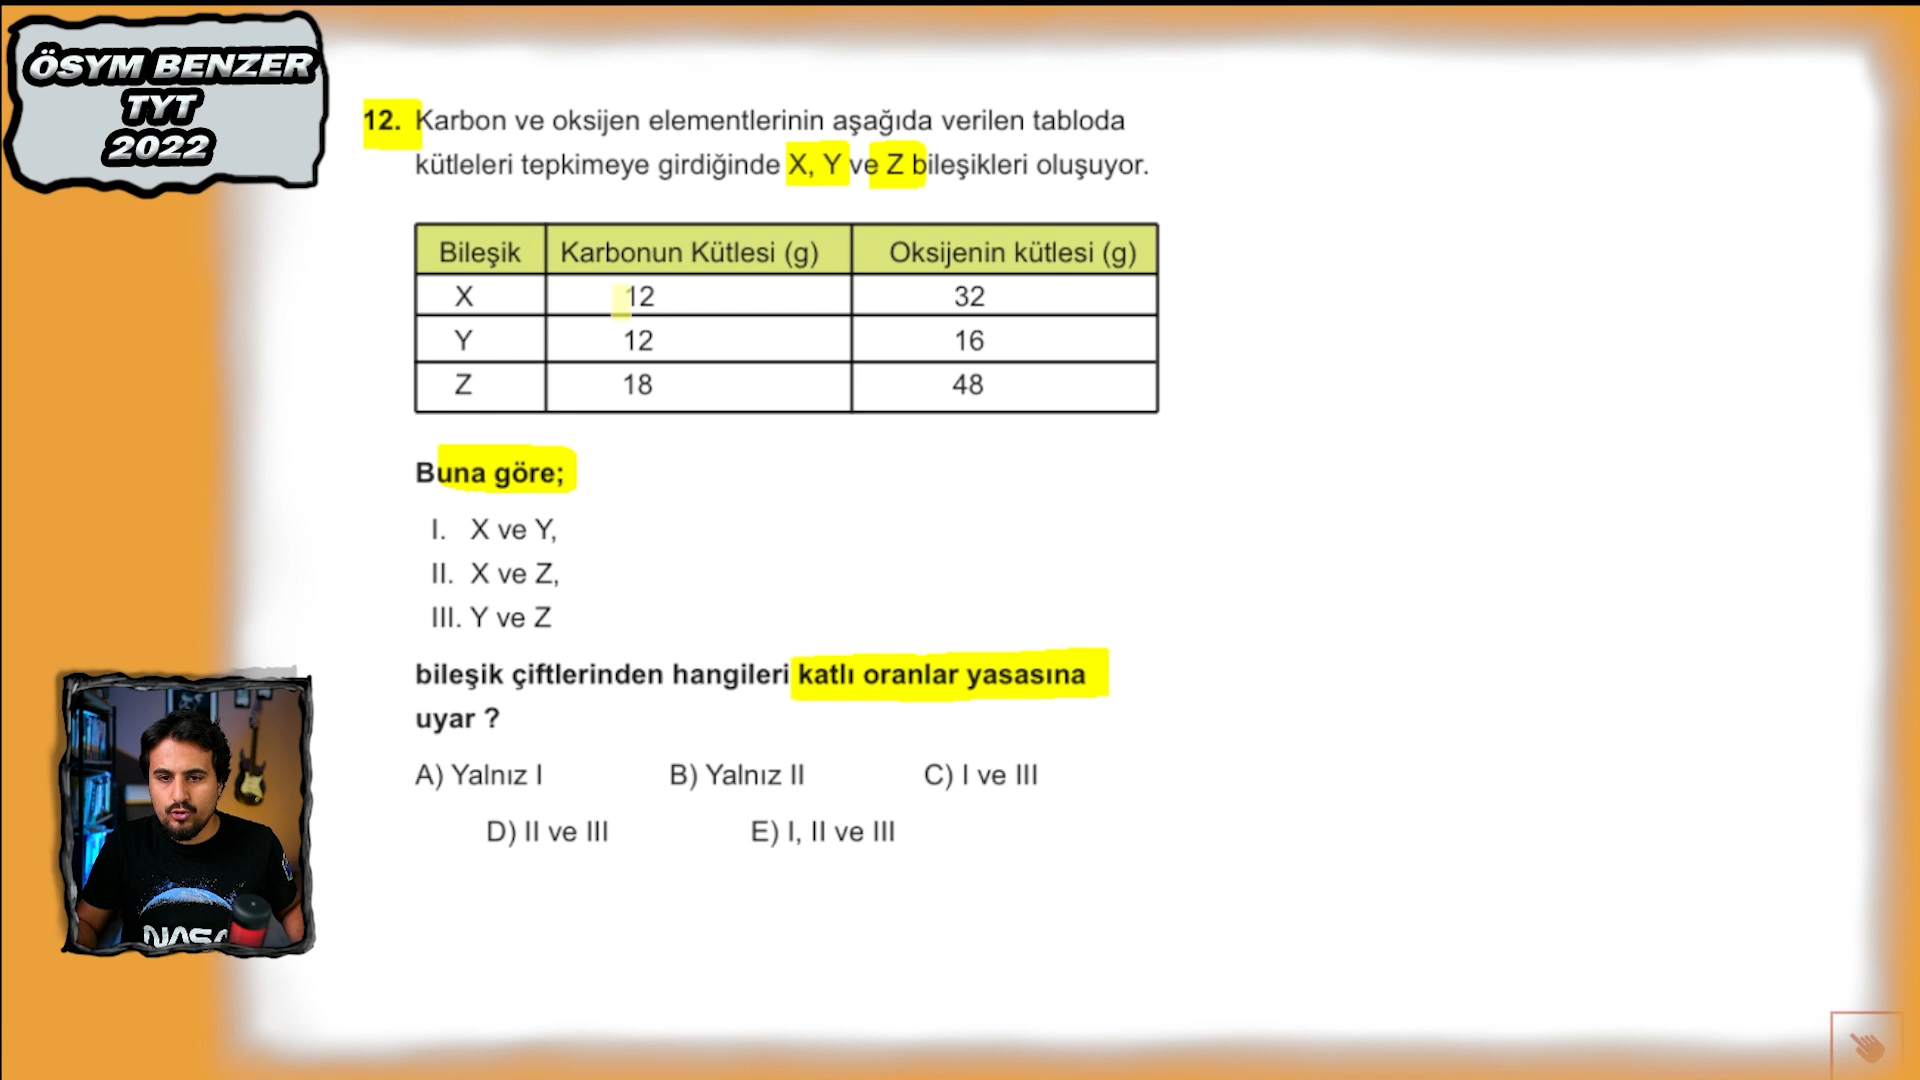 ÖSYM BENZER
TYT
2022
12. Karbon ve oksijen elementlerinin aşağıda verilen tabloda
kütleleri tepkimeye girdiğinde X, Y ve Z bileşikleri oluşuyor.
Bileşik Karbonun Kütlesi (g) Oksijenin kütlesi (g)
X 12 32
Y 12 16
Z 18 48
Buna göre;
I. X ve Y,
II. X ve Z,
III. Y ve Z
bileşik çiftlerinden hangileri katlı oranlar yasasına
uyar ?
A) Yalnız I B) Yalnız II C) I ve III
D) II ve III E) I, II ve III
NASA